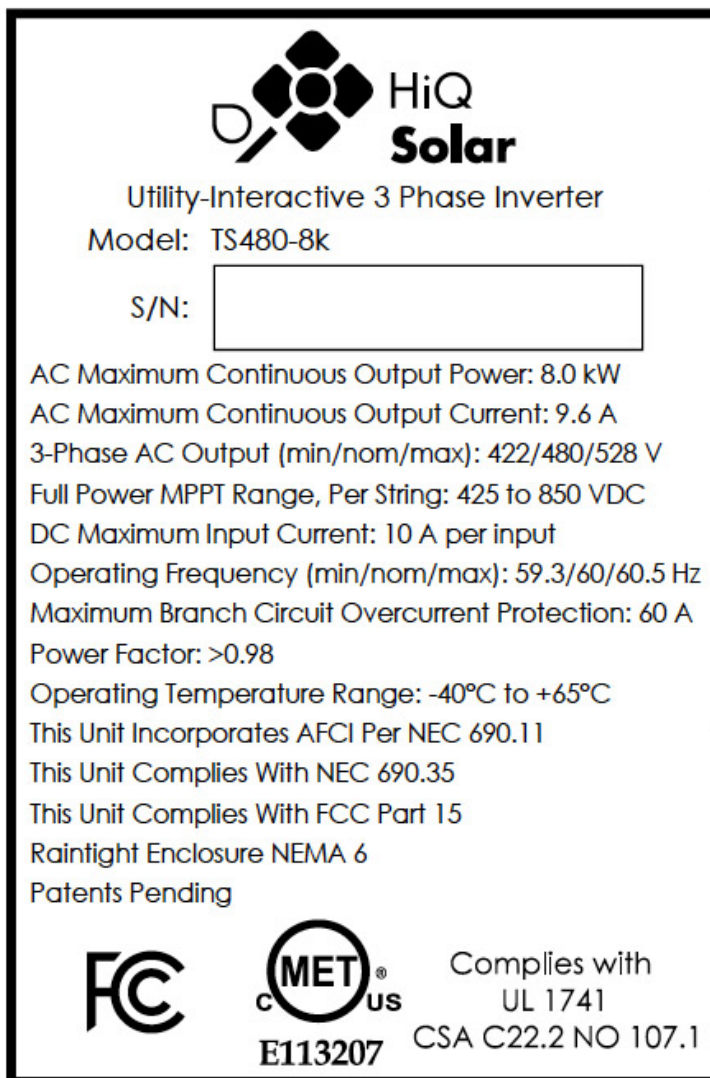 HiQ
Solar
Utility-Interactive 3 Phase Inverter
Model: TS480-8k
S/N:
AC Maximum Continuous Output Power: 8.0 kW
AC Maximum Continuous Output Current: 9.6 A
3-Phase AC Output (min/nom/max): 422/480/528 V
Full Power MPPT Range, Per String: 425 to 850 VDC
DC Maximum Input Current: 10 A per input
Operating Frequency (min/nom/max): 59.3/60/60.5 Hz
Maximum Branch Circuit Overcurrent Protection: 60 A
Power Factor: >0.98
Operating Temperature Range: -40°C to +65°C
This Unit Incorporates AFCI Per NEC 690.11
This Unit Complies With NEC 690.35
This Unit Complies With FCC Part 15
Raintight Enclosure NEMA 6
Patents Pending
FC
MET ®
C US
E113207
Complies with
UL 1741
CSA C22.2 NO 107.1